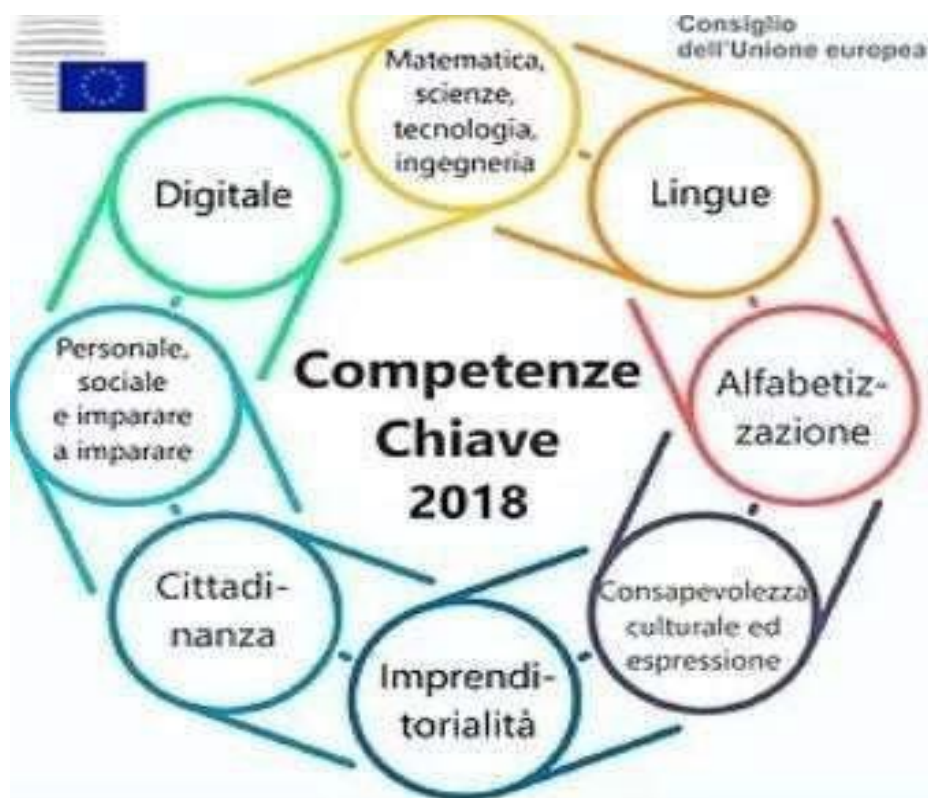 Consiglio
dell'Unione europea
Matematica,
scienze,
tecnologia,
ingegneria
Lingue
Alfabetiz-
zazione
Consapevolezza
culturale ed
espressione
Imprendi-
torialità
Cittadi-
nanza
Personale,
sociale
e imparare
a imparare
Digitale
Competenze
Chiave
2018